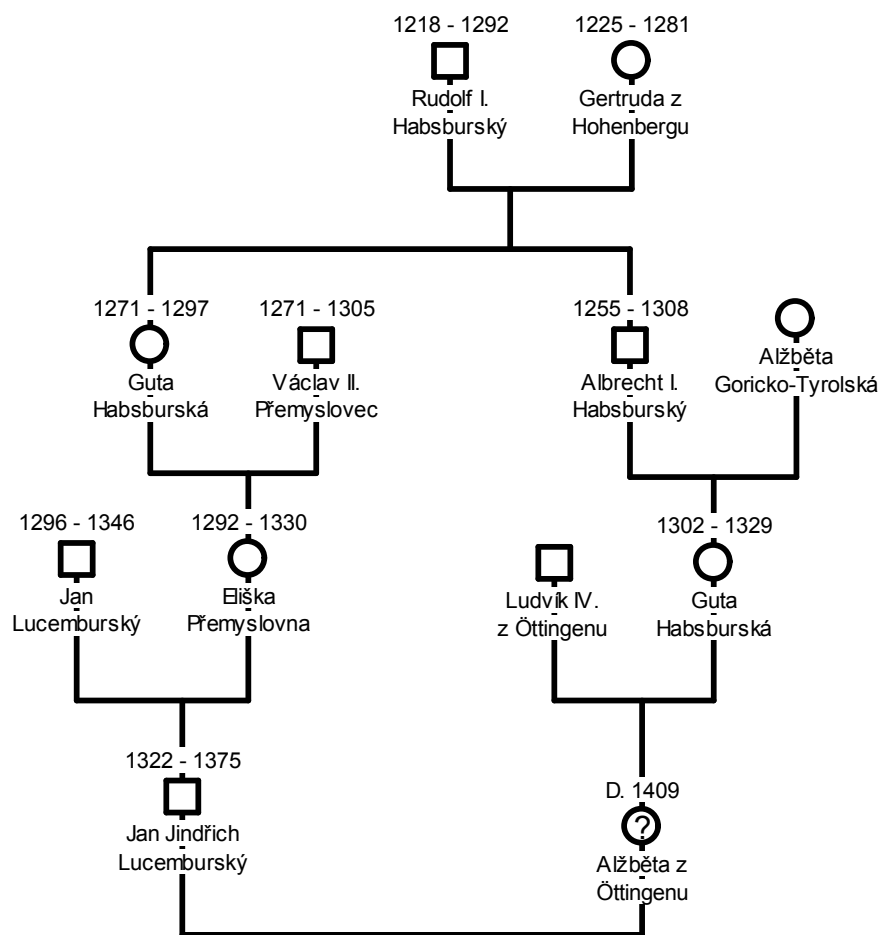 1218 - 1292
1225 - 1281
Rudolf I.
Habsburský
Gertruda z
Hohenbergu
1271 - 1297
1271 - 1305
1255 - 1308
Guta
Habsburská
Václav II.
Přemyslovec
Albrecht I.
Habsburský
Alžběta
Goricko-Tyrolská
1296 - 1346
1292 - 1330
1302 - 1329
Jan
Lucemburský
Eliška
Přemyslovna
Ludvík IV.
z Öttingenu
Guta
Habsburská
1322 - 1375
D. 1409
Jan Jindřich
Lucemburský
?
Alžběta z
Öttingenu